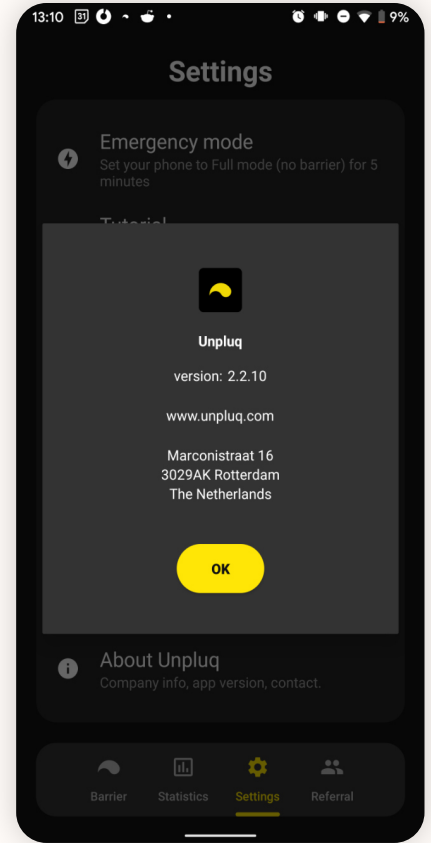 13:10 31 9%
Settings
Emergency mode
Set your phone to Full mode (no barrier) for 5
minutes
Tutorial
Unpluq
version: 2.2.10
www.unpluq.com
Marconistraat 16
3029AK Rotterdam
The Netherlands
OK
About Unpluq
Company info, app version, contact.
Barrier Statistics Settings Referral